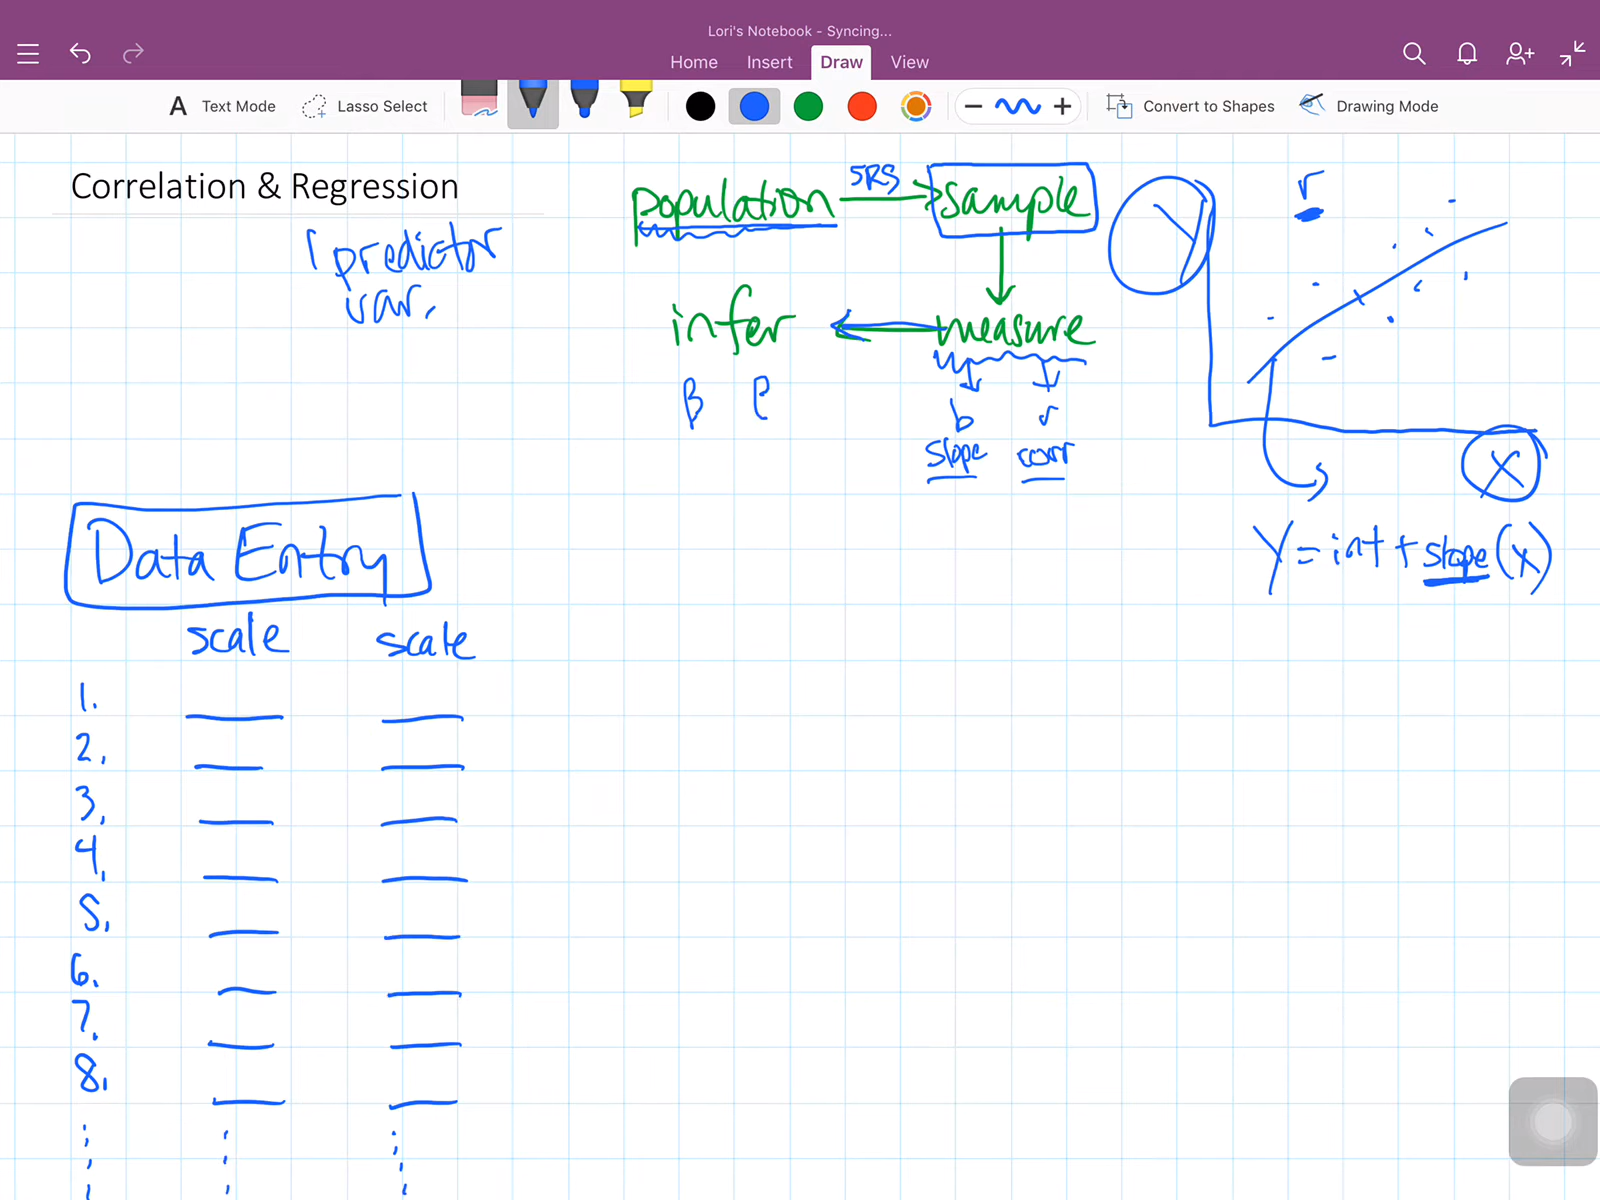 Lori's Notebook - Syncing...
Home Insert Draw View
A Text Mode Lasso Select Convert to Shapes Drawing Mode
Correlation & Regression
1 predictor
var.
population SRS sample
infer measure
β ρ
b r
slope corr
r
Y
X
Y = int + slope (x)
Data Entry
scale scale
1.
2.
3.
4.
5.
6.
7.
8.